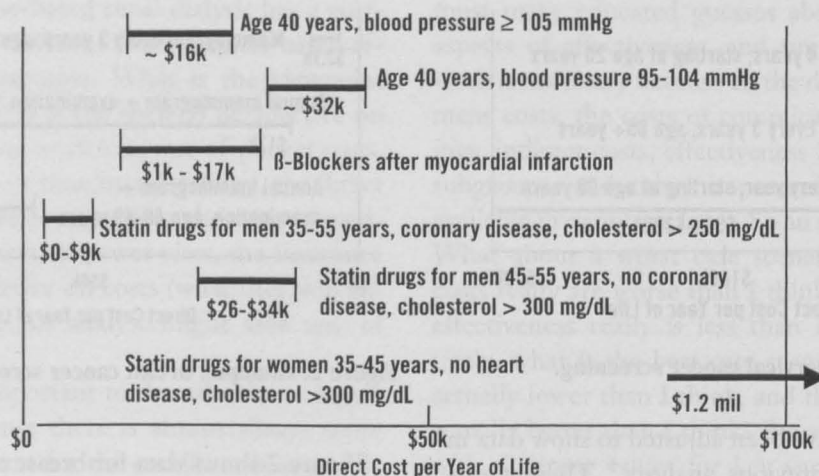 Age 40 years, blood pressure ≥ 105 mmHg
~ $16k
Age 40 years, blood pressure 95-104 mmHg
~ $32k
$1k - $17k
ß-Blockers after myocardial infarction
Statin drugs for men 35-55 years, coronary disease, cholesterol > 250 mg/dL
$0-$9k
$26-$34k
Statin drugs for men 45-55 years, no coronary
disease, cholesterol > 300 mg/dL
Statin drugs for women 35-45 years, no heart
disease, cholesterol >300 mg/dL
$1.2 mil
$0
$50k
$100k
Direct Cost per Year of Life